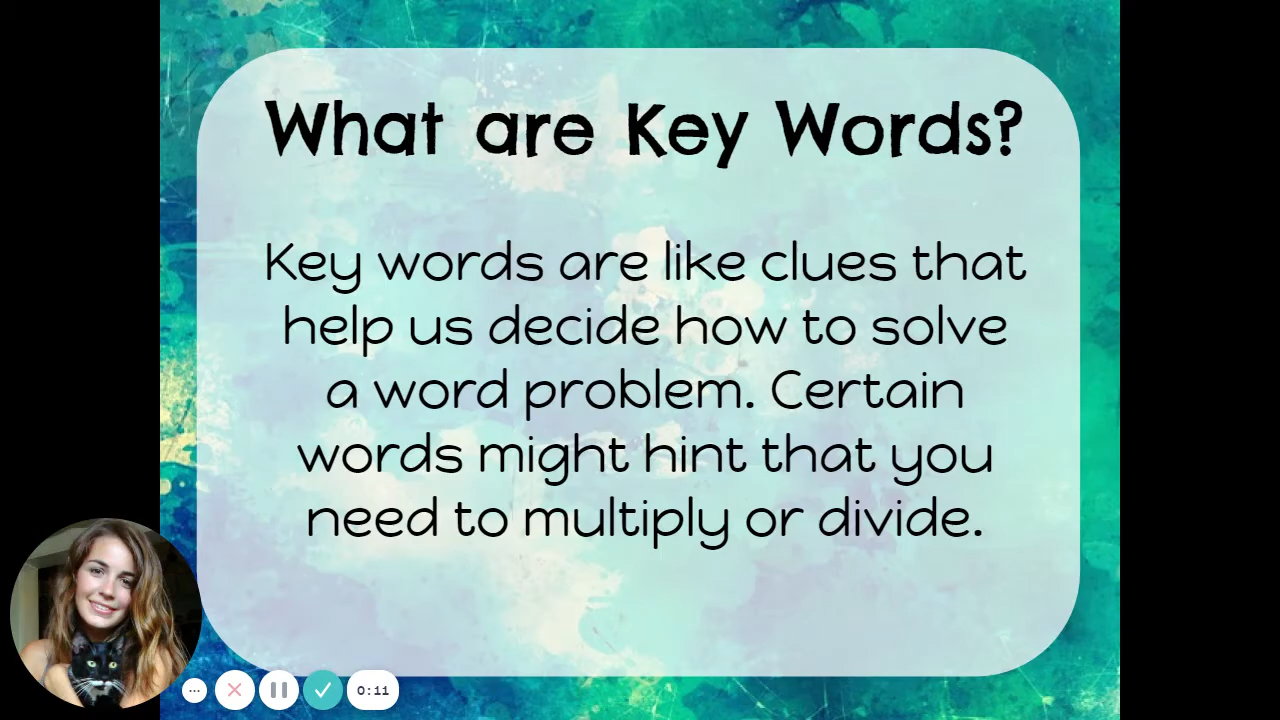 What are Key Words?
Key words are like clues that
help us decide how to solve
a word problem. Certain
words might hint that you
need to multiply or divide.
0:11